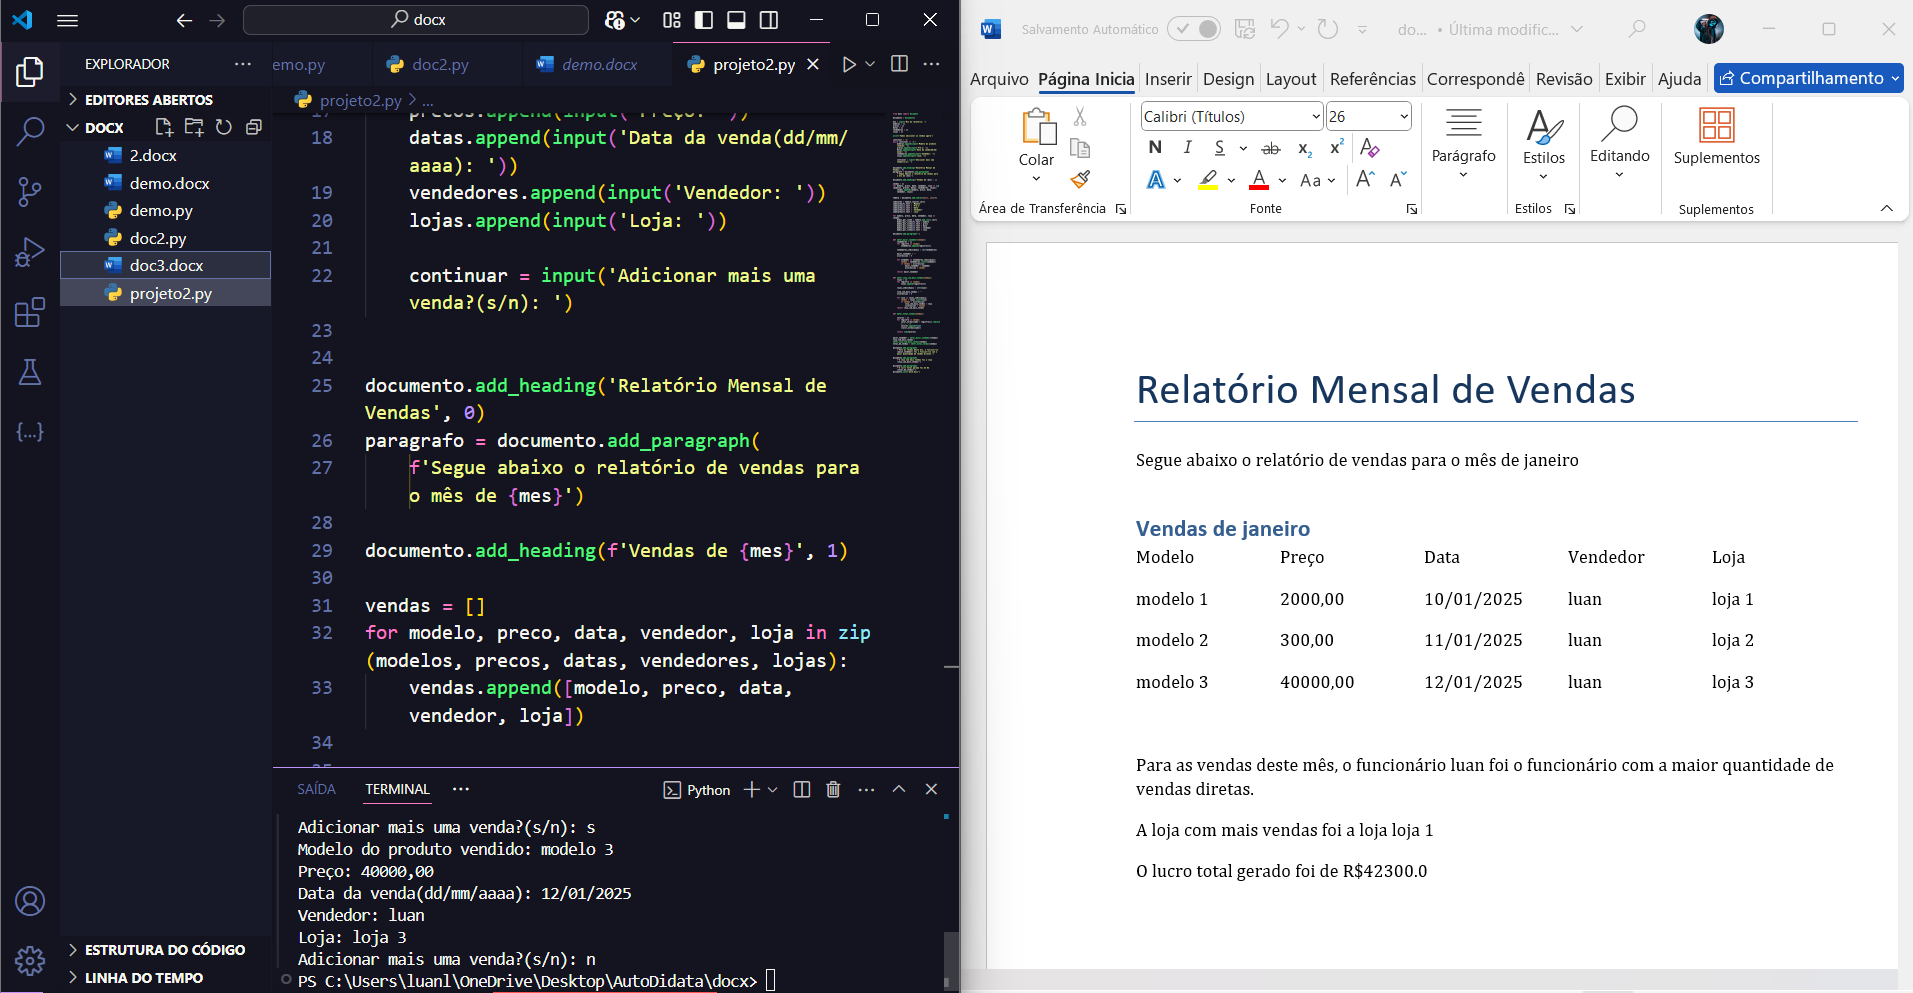 docx
EXPLORADOR
EDITORES ABERTOS
DOCX
2.docx
demo.docx
demo.py
doc2.py
doc3.docx
projeto2.py
ESTRUTURA DO CÓDIGO
LINHA DO TEMPO
emo.py
doc2.py
demo.docx
projeto2.py
projeto2.py > ...
18 datas.append(input('Data da venda(dd/mm/
aaaa): '))
19 vendedores.append(input('Vendedor: '))
20 lojas.append(input('Loja: '))
21
22 continuar = input('Adicionar mais uma
venda?(s/n): ')
23
24
25 documento.add_heading('Relatório Mensal de
Vendas', 0)
26 paragrafo = documento.add_paragraph(
27 f'Segue abaixo o relatório de vendas para
o mês de {mes}')
28
29 documento.add_heading(f'Vendas de {mes}', 1)
30
31 vendas = []
32 for modelo, preco, data, vendedor, loja in zip
(modelos, precos, datas, vendedores, lojas):
33 vendas.append([modelo, preco, data,
vendedor, loja])
34
SAÍDA
TERMINAL
Python
Adicionar mais uma venda?(s/n): s
Modelo do produto vendido: modelo 3
Preço: 40000,00
Data da venda(dd/mm/aaaa): 12/01/2025
Vendedor: luan
Loja: loja 3
Adicionar mais uma venda?(s/n): n
PS C:\Users\luanl\OneDrive\Desktop\AutoDidata\docx>
Salvamento Automático
do... • Última modific...
Arquivo
Página Inicia
Inserir
Design
Layout
Referências
Correspondê
Revisão
Exibir
Ajuda
Compartilhamento
Colar
Área de Transferência
Calibri (Títulos)
26
N I S ab x₂ x²
A A Aa A A
Fonte
Parágrafo
Estilos
Estilos
Editando
Suplementos
Suplementos
Relatório Mensal de Vendas
Segue abaixo o relatório de vendas para o mês de janeiro
Vendas de janeiro
Modelo Preço Data Vendedor Loja
modelo 1 2000,00 10/01/2025 luan loja 1
modelo 2 300,00 11/01/2025 luan loja 2
modelo 3 40000,00 12/01/2025 luan loja 3
Para as vendas deste mês, o funcionário luan foi o funcionário com a maior quantidade de
vendas diretas.
A loja com mais vendas foi a loja loja 1
O lucro total gerado foi de R$42300.0